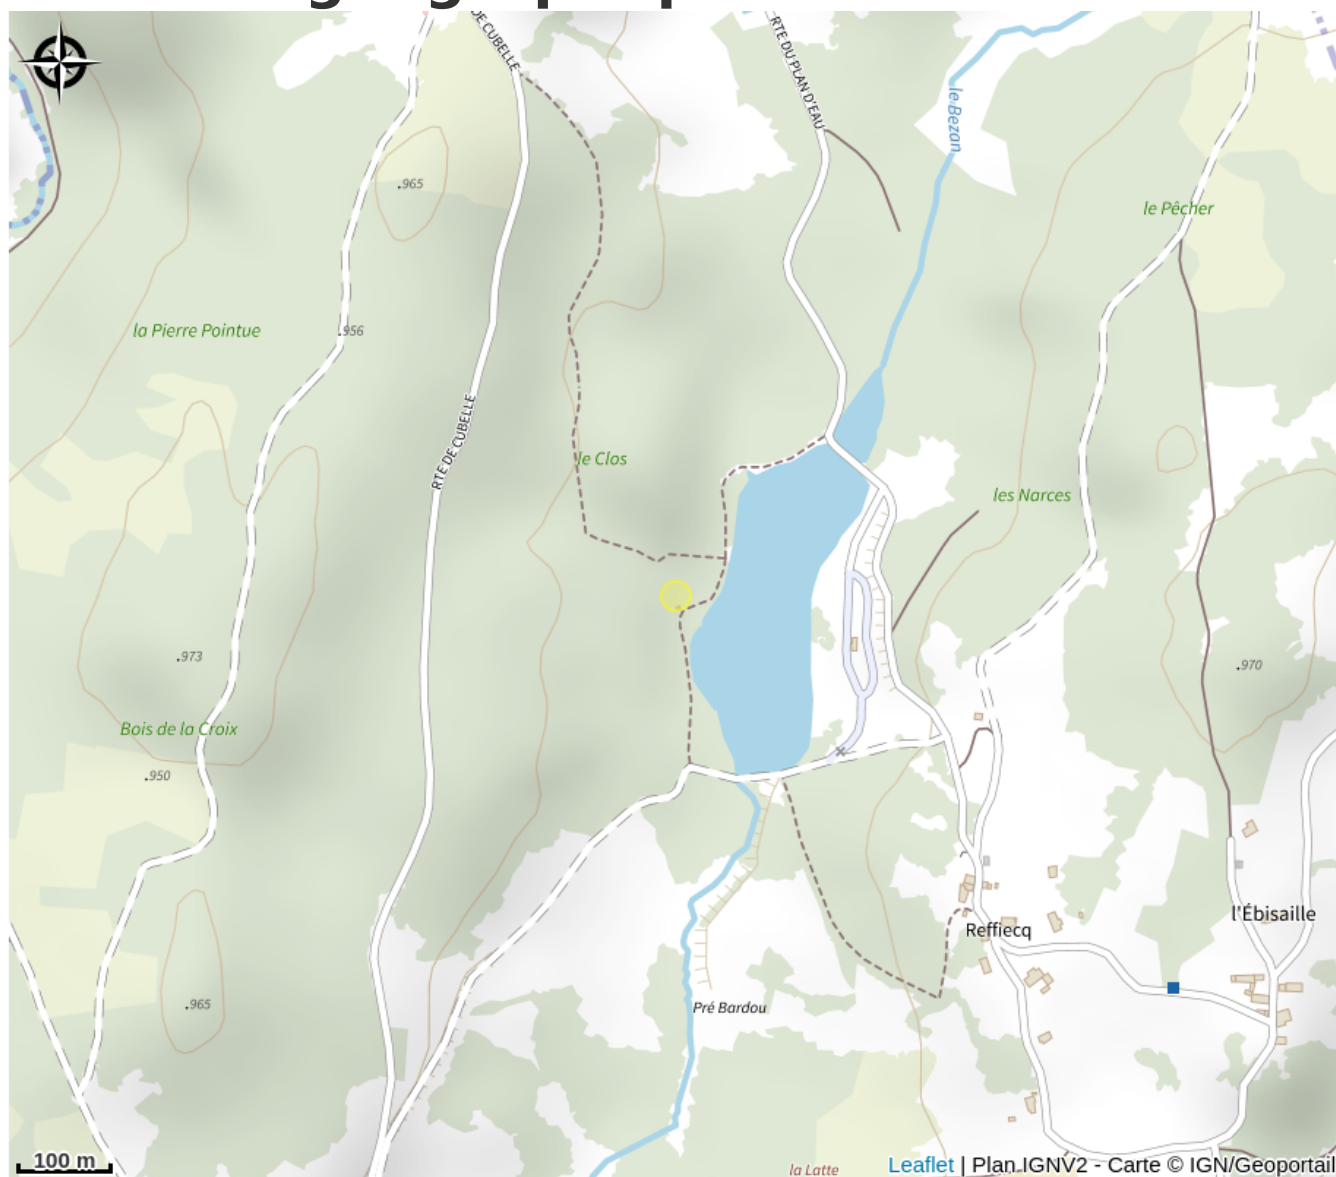 DE CUBELLE
RTE DU PLAN D'EAU
le Bezan
.965
le Pêcher
la Pierre Pointue
.956
RTE DE CUBELLE
le Clos
les Narces
.973
.970
Bois de la Croix
.950
l'Ébisaille
Reffiecq
.965
Pré Bardou
100 m
la Latte
Leaflet | Plan IGNV2 - Carte © IGN/Geoportail